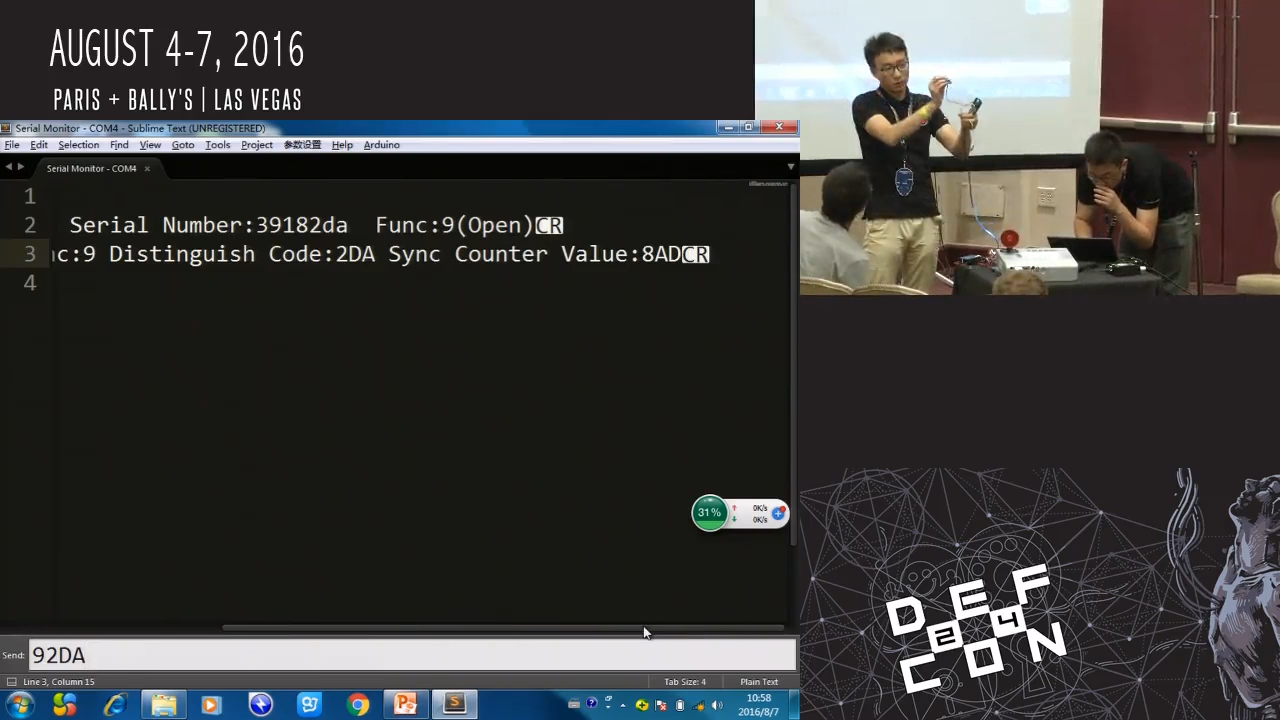 AUGUST 4-7, 2016
PARIS + BALLY'S | LAS VEGAS
Serial Monitor - COM4 - Sublime Text (UNREGISTERED)
File Edit Selection Find View Goto Tools Project 参数设置 Help Arduino
Serial Monitor - COM4 ×
1
2 Serial Number:39182da Func:9(Open)CR
3 c:9 Distinguish Code:2DA Sync Counter Value:8ADCR
4
31% 0K/s
0K/s
Send: 92DA
Line 3, Column 15 Tab Size: 4 Plain Text
10:58
2016/8/7
DEF
24
CON